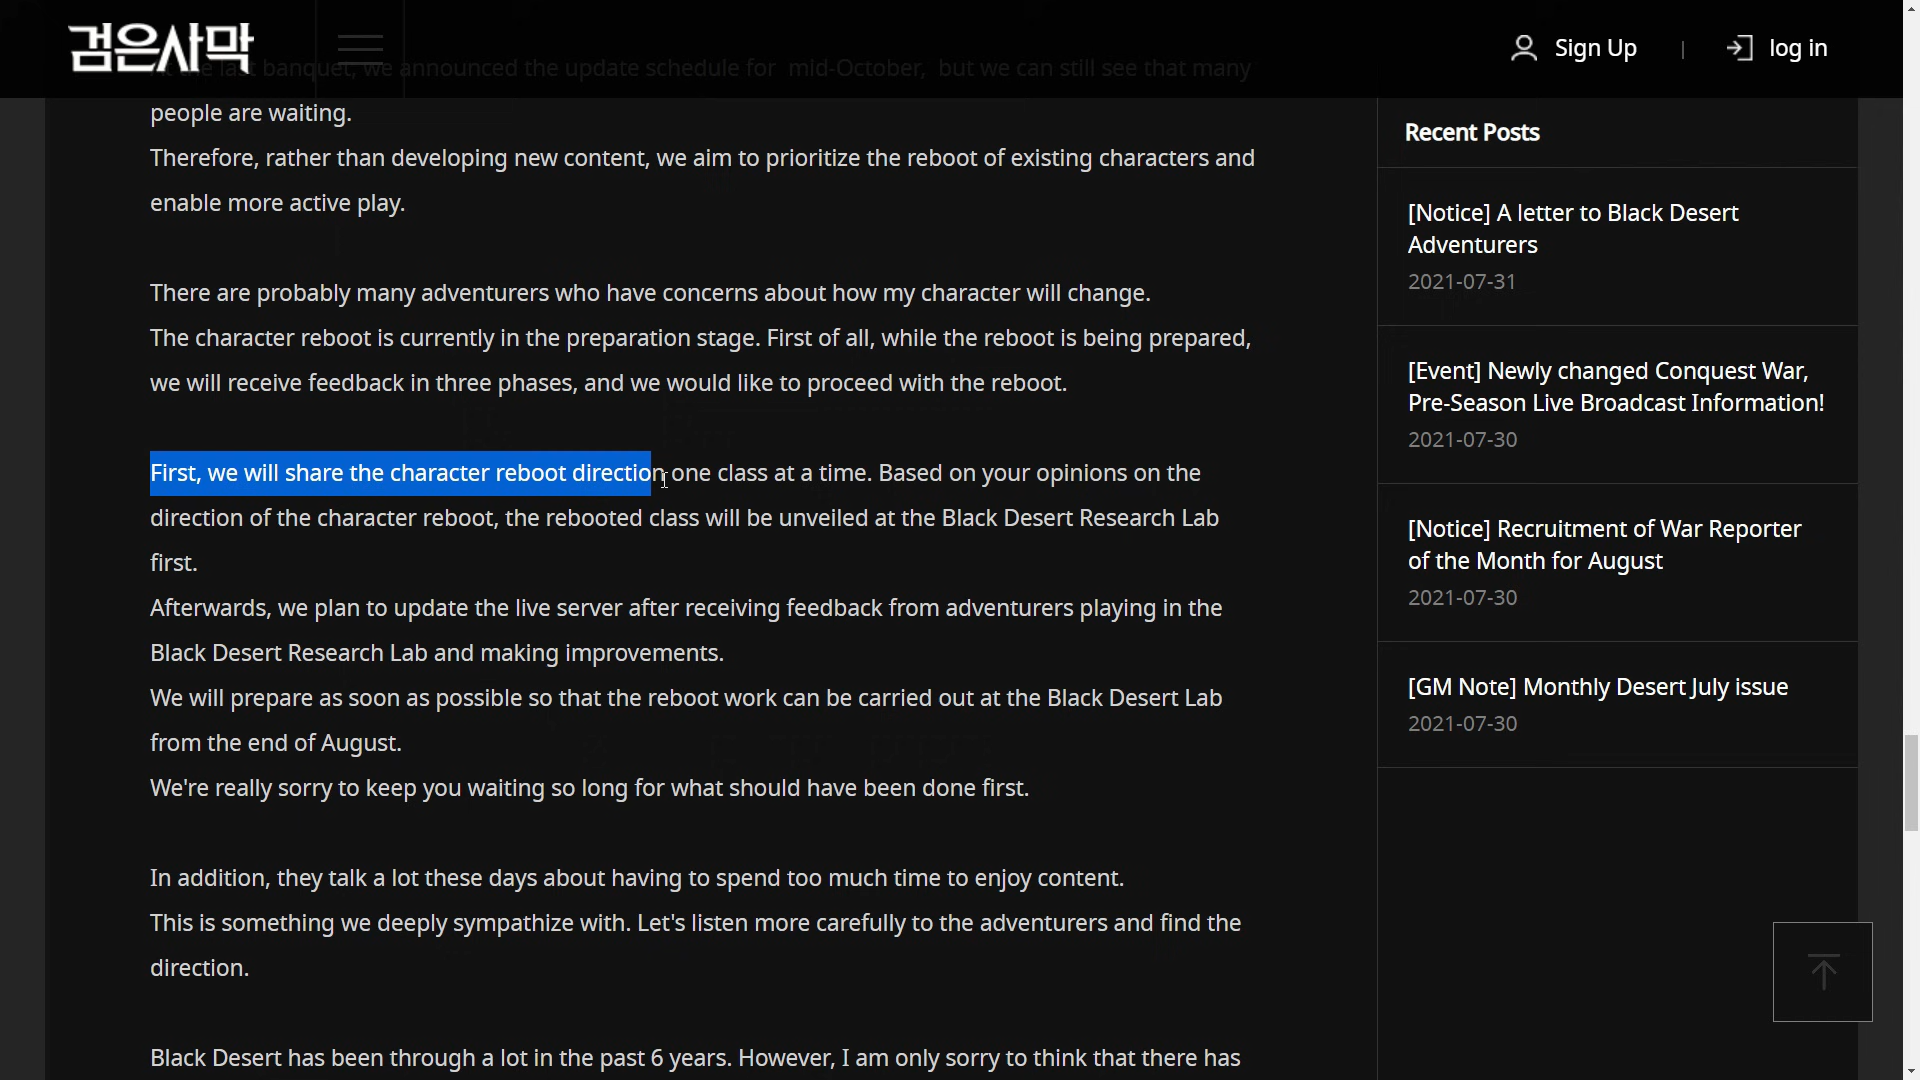 검은사막
Sign Up
|
log in
At the last banquet, we announced the update schedule for mid-October, but we can still see that many
people are waiting.
Therefore, rather than developing new content, we aim to prioritize the reboot of existing characters and
enable more active play.
There are probably many adventurers who have concerns about how my character will change.
The character reboot is currently in the preparation stage. First of all, while the reboot is being prepared,
we will receive feedback in three phases, and we would like to proceed with the reboot.
First, we will share the character reboot direction one class at a time. Based on your opinions on the
direction of the character reboot, the rebooted class will be unveiled at the Black Desert Research Lab
first.
Afterwards, we plan to update the live server after receiving feedback from adventurers playing in the
Black Desert Research Lab and making improvements.
We will prepare as soon as possible so that the reboot work can be carried out at the Black Desert Lab
from the end of August.
We're really sorry to keep you waiting so long for what should have been done first.
In addition, they talk a lot these days about having to spend too much time to enjoy content.
This is something we deeply sympathize with. Let's listen more carefully to the adventurers and find the
direction.
Black Desert has been through a lot in the past 6 years. However, I am only sorry to think that there has
Recent Posts
[Notice] A letter to Black Desert
Adventurers
2021-07-31
[Event] Newly changed Conquest War,
Pre-Season Live Broadcast Information!
2021-07-30
[Notice] Recruitment of War Reporter
of the Month for August
2021-07-30
[GM Note] Monthly Desert July issue
2021-07-30